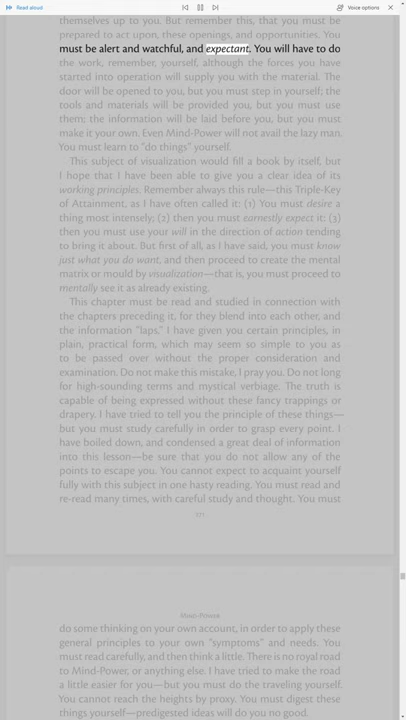 Read aloud
Voice options
themselves up to you. But remember this, that you must be
prepared to act upon, these openings, and opportunities. You
must be alert and watchful, and expectant. You will have to do
the work, remember, yourself, although the forces you have
started into operation will supply you with the material. The
door will be opened to you, but you must step in yourself; the
tools and materials will be provided you, but you must use
them; the information will be laid before you, but you must
make it your own. Even Mind-Power will not avail the lazy man.
You must learn to “do things” yourself.
This subject of visualization would fill a book by itself, but
I hope that I have been able to give you a clear idea of its
working principles. Remember always this rule—this Triple-Key
of Attainment, as I have often called it: (1) You must desire a
thing most intensely; (2) then you must earnestly expect it; (3)
then you must use your will in the direction of action tending
to bring it about. But first of all, as I have said, you must know
just what you do want, and then proceed to create the mental
matrix or mould by visualization—that is, you must proceed to
mentally see it as already existing.
This chapter must be read and studied in connection with
the chapters preceding it, for they blend into each other, and
the information “laps.” I have given you certain principles, in
plain, practical form, which may seem so simple to you as
to be passed over without the proper consideration and
examination. Do not make this mistake, I pray you. Do not long
for high-sounding terms and mystical verbiage. The truth is
capable of being expressed without these fancy trappings or
drapery. I have tried to tell you the principle of these things—
but you must study carefully in order to grasp every point. I
have boiled down, and condensed a great deal of information
into this lesson—be sure that you do not allow any of the
points to escape you. You cannot expect to acquaint yourself
fully with this subject in one hasty reading. You must read and
re-read many times, with careful study and thought. You must
Mind-Power
do some thinking on your own account, in order to apply these
general principles to your own “symptoms” and needs. You
must read carefully, and then think a little. There is no royal road
to Mind-Power, or anything else. I have tried to make the road
a little easier for you—but you must do the traveling yourself.
You cannot reach the heights by proxy. You must digest these
things yourself—predigested ideas will do you no good.